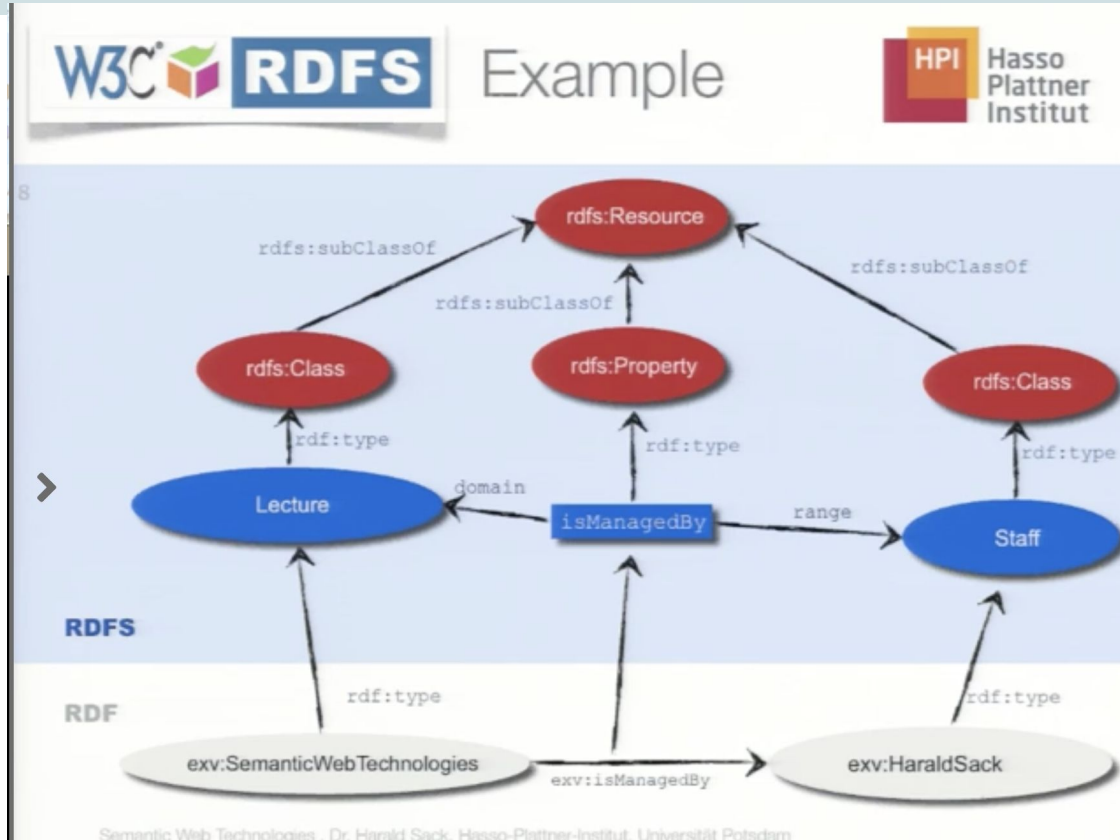 W3C RDFS Example
HPI Hasso
Plattner
Institut
8
rdfs:Resource
rdfs:subClassOf
rdfs:subClassOf
rdfs:subClassOf
rdfs:Class
rdfs:Property
rdfs:Class
rdf:type
rdf:type
rdf:type
Lecture
domain
isManagedBy
range
Staff
RDFS
RDF
rdf:type
rdf:type
exv:SemanticWebTechnologies
exv:isManagedBy
exv:HaraldSack
Semantic Web Technologies , Dr. Harald Sack, Hasso-Plattner-Institut, Universität Potsdam